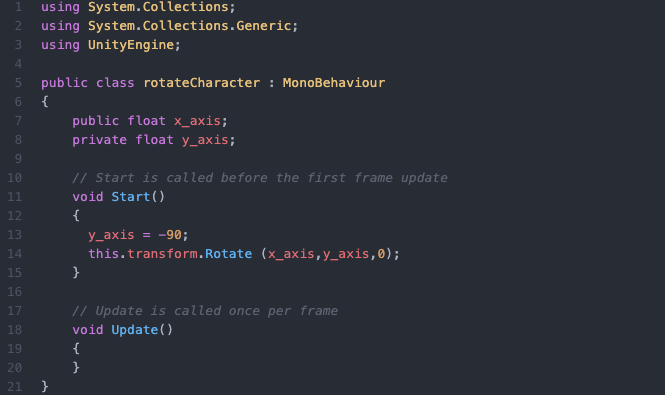 1 using System.Collections;
2 using System.Collections.Generic;
3 using UnityEngine;
4
5 public class rotateCharacter : MonoBehaviour
6 {
7     public float x_axis;
8     private float y_axis;
9
10     // Start is called before the first frame update
11     void Start()
12     {
13       y_axis = -90;
14       this.transform.Rotate (x_axis,y_axis,0);
15     }
16
17     // Update is called once per frame
18     void Update()
19     {
20     }
21 }